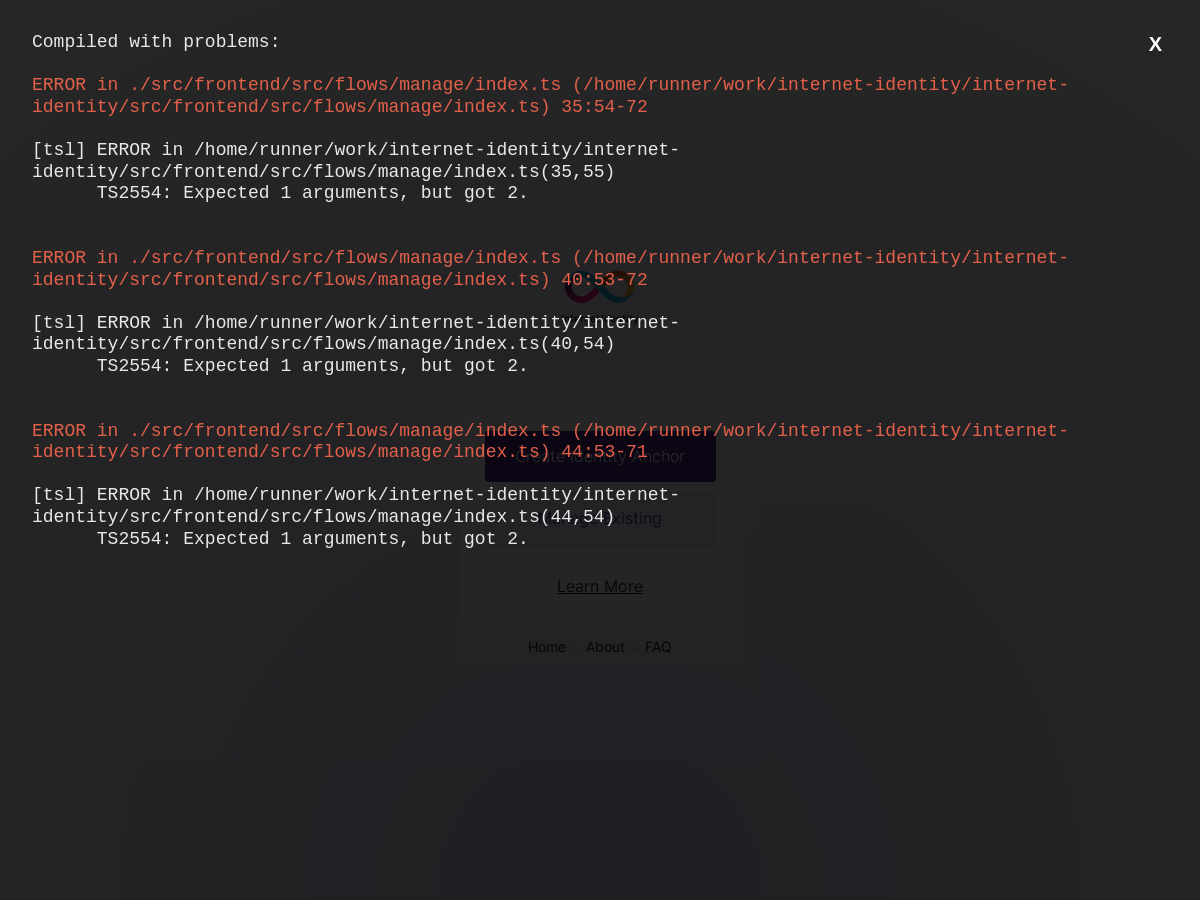 Compiled with problems:
X
ERROR in ./src/frontend/src/flows/manage/index.ts (/home/runner/work/internet-identity/internet-
identity/src/frontend/src/flows/manage/index.ts) 35:54-72
[tsl] ERROR in /home/runner/work/internet-identity/internet-
identity/src/frontend/src/flows/manage/index.ts(35,55)
TS2554: Expected 1 arguments, but got 2.
ERROR in ./src/frontend/src/flows/manage/index.ts (/home/runner/work/internet-identity/internet-
identity/src/frontend/src/flows/manage/index.ts) 40:53-72
[tsl] ERROR in /home/runner/work/internet-identity/internet-
identity/src/frontend/src/flows/manage/index.ts(40,54)
TS2554: Expected 1 arguments, but got 2.
ERROR in ./src/frontend/src/flows/manage/index.ts (/home/runner/work/internet-identity/internet-
identity/src/frontend/src/flows/manage/index.ts) 44:53-71
Create Identity Anchor
[tsl] ERROR in /home/runner/work/internet-identity/internet-
identity/src/frontend/src/flows/manage/index.ts(44,54)
Existing
TS2554: Expected 1 arguments, but got 2.
Learn More
Home · About · FAQ